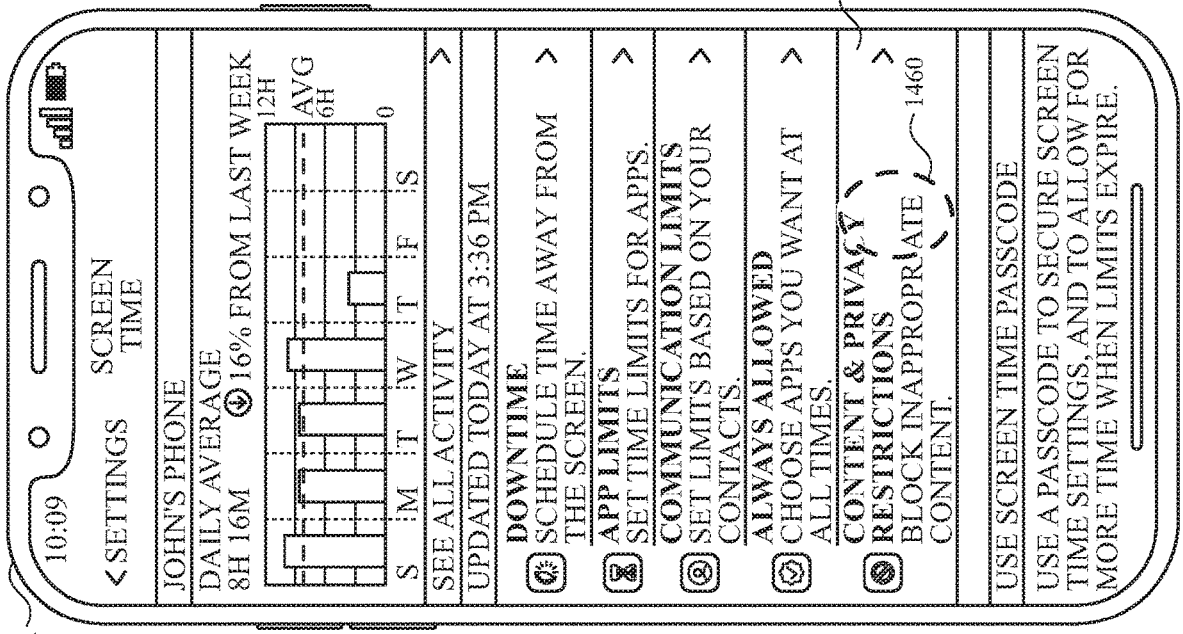 10:09
< SETTINGS
SCREEN
TIME
JOHN'S PHONE
DAILY AVERAGE
8H 16M
16% FROM LAST WEEK
12H
AVG
6H
0
S M T W T F S
SEE ALL ACTIVITY >
UPDATED TODAY AT 3:36 PM
DOWNTIME
SCHEDULE TIME AWAY FROM >
THE SCREEN.
APP LIMITS
SET TIME LIMITS FOR APPS. >
COMMUNICATION LIMITS
SET LIMITS BASED ON YOUR >
CONTACTS.
ALWAYS ALLOWED
CHOOSE APPS YOU WANT AT >
ALL TIMES.
CONTENT & PRIVACY
RESTRICTIONS >
BLOCK INAPPROPRIATE
CONTENT.
1460
USE SCREEN TIME PASSCODE
USE A PASSCODE TO SECURE SCREEN
TIME SETTINGS, AND TO ALLOW FOR
MORE TIME WHEN LIMITS EXPIRE.